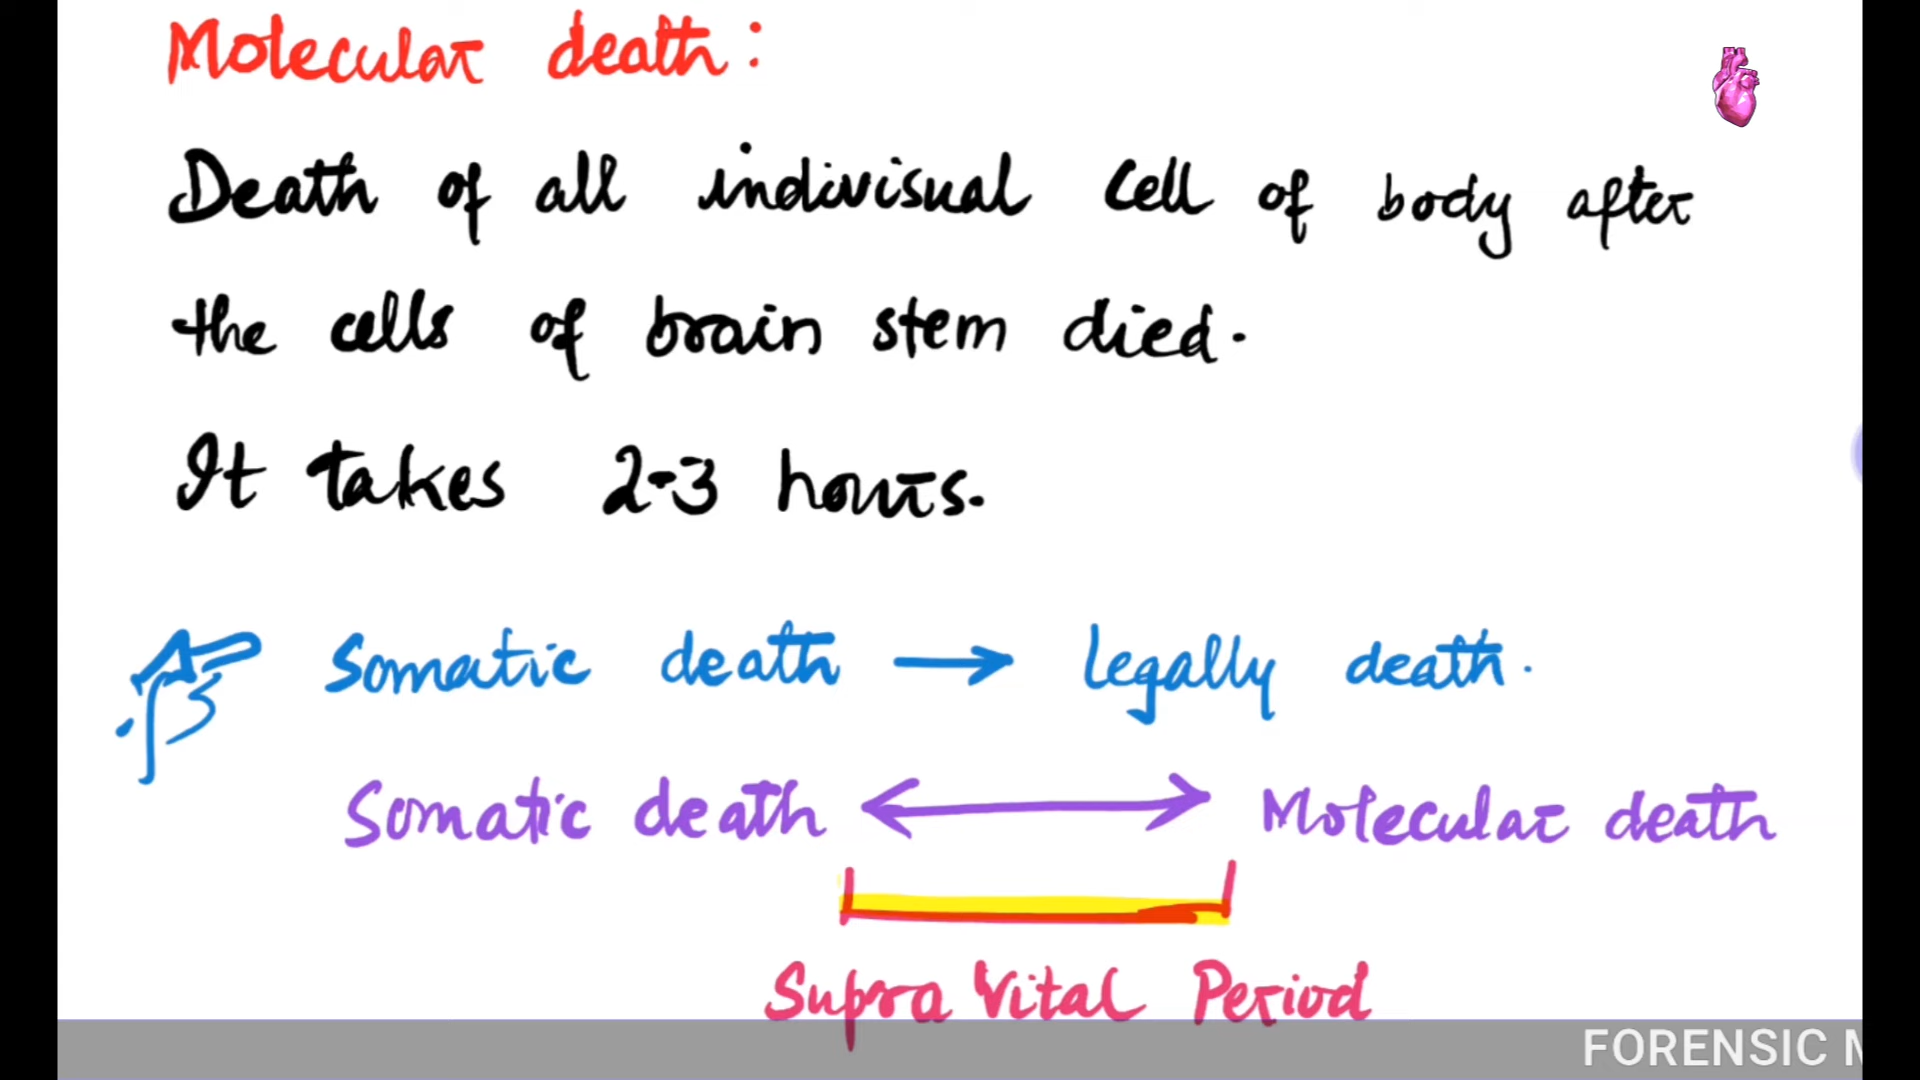 Molecular death:
Death of all indivisual cell of body after
the cells of brain stem died.
It takes 2-3 hours.
Somatic death → legally death.
Somatic death ↔ Molecular death
Supra Vital Period
FORENSIC M